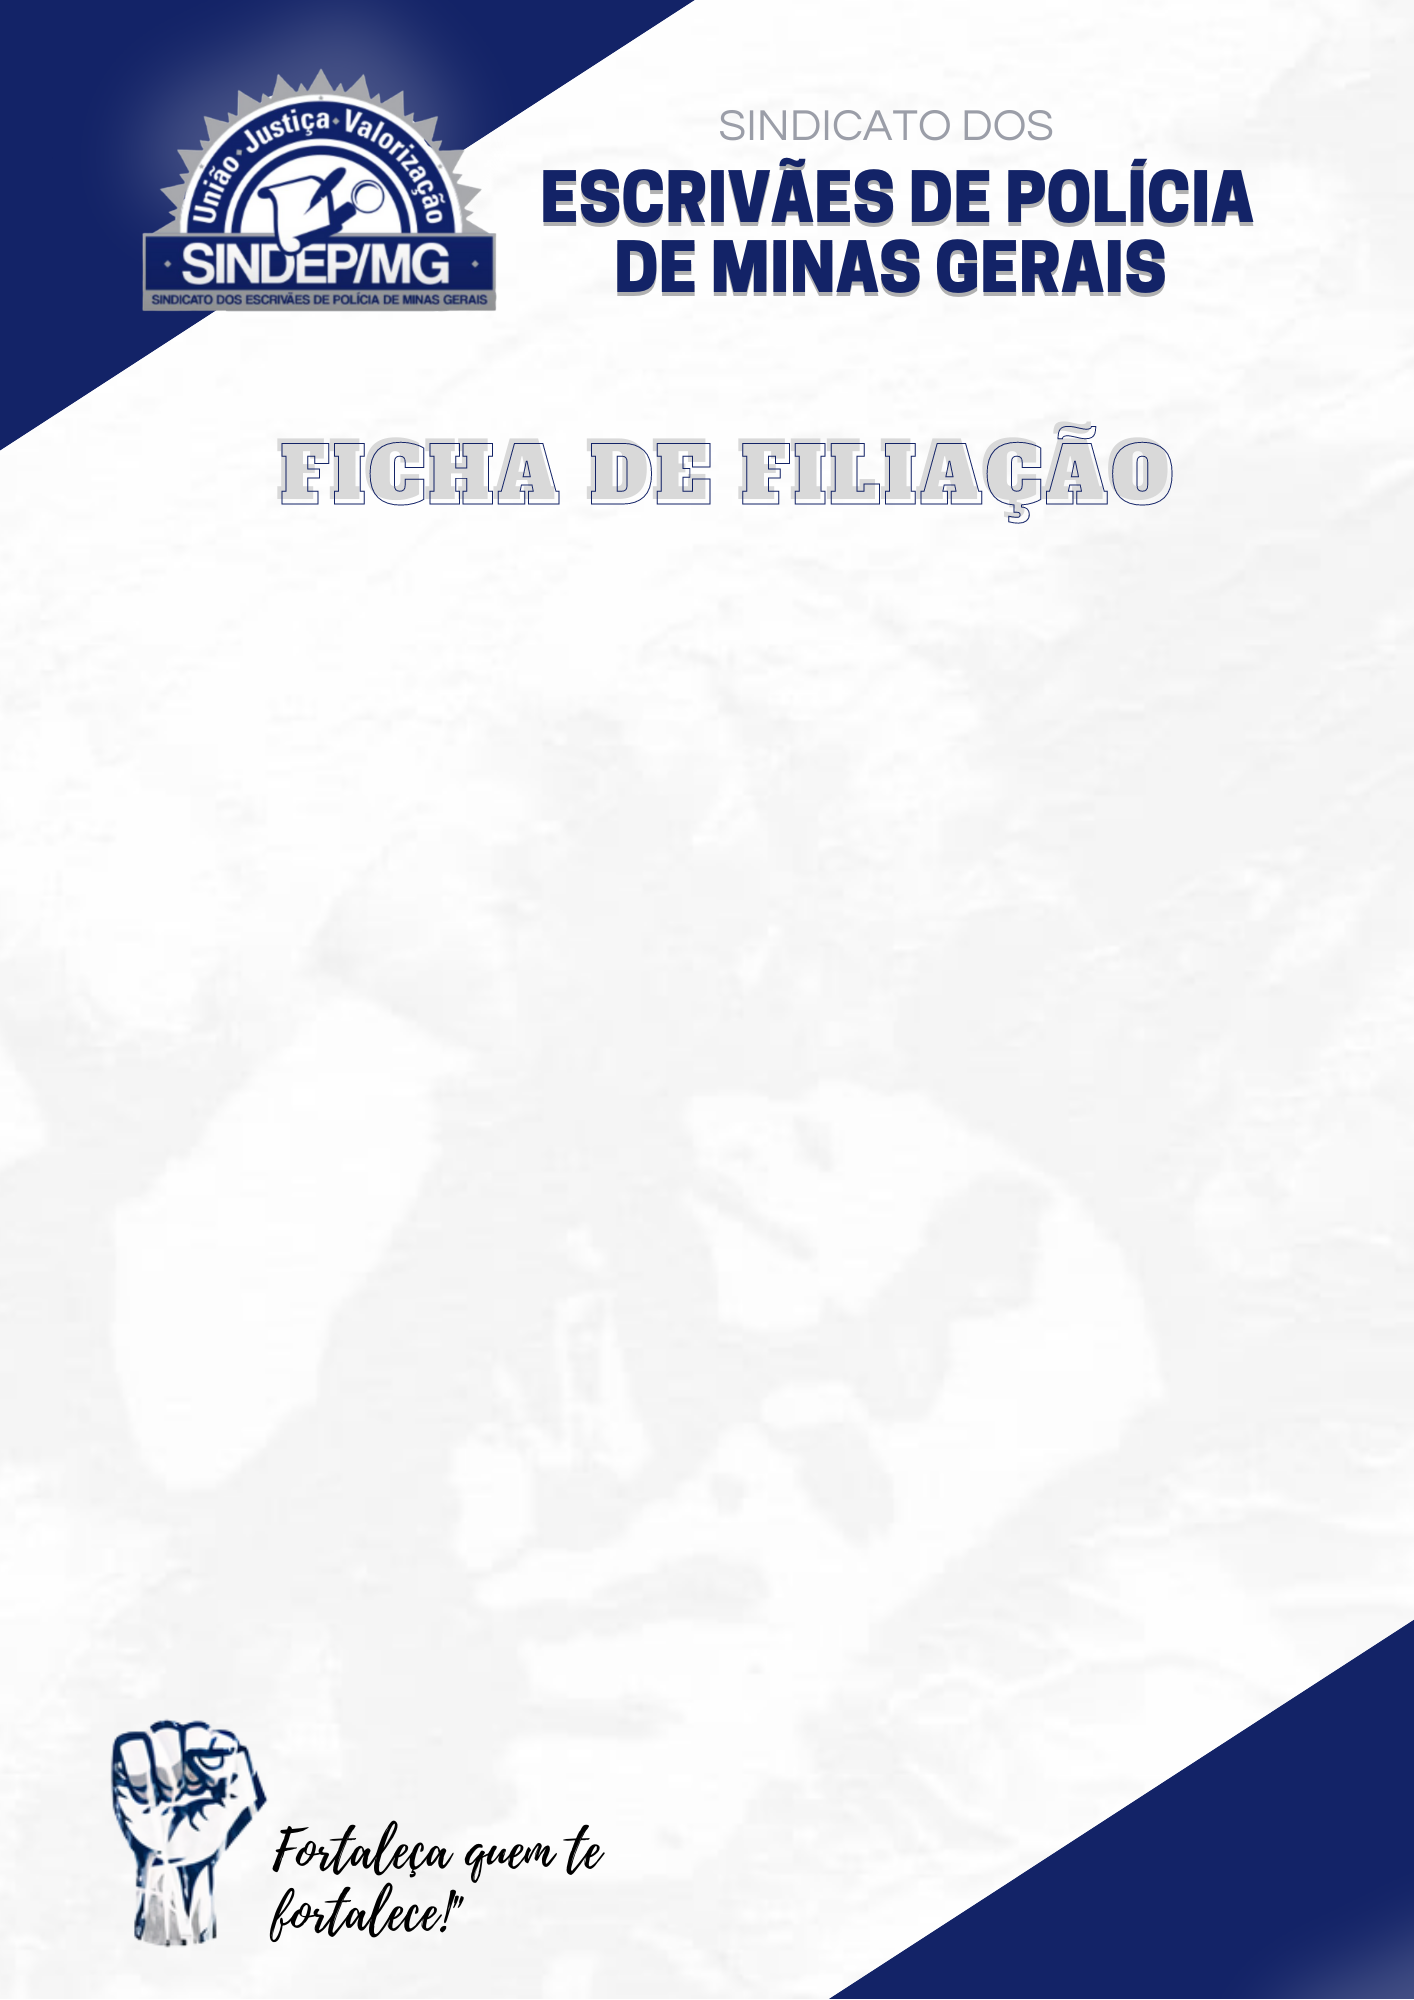 União · Justiça · Valorização
· SINDEP/MG ·
SINDICATO DOS ESCRIVÃES DE POLÍCIA DE MINAS GERAIS
SINDICATO DOS
ESCRIVÃES DE POLÍCIA
DE MINAS GERAIS
FICHA DE FILIAÇÃO
Fortaleça quem te
fortalece!"